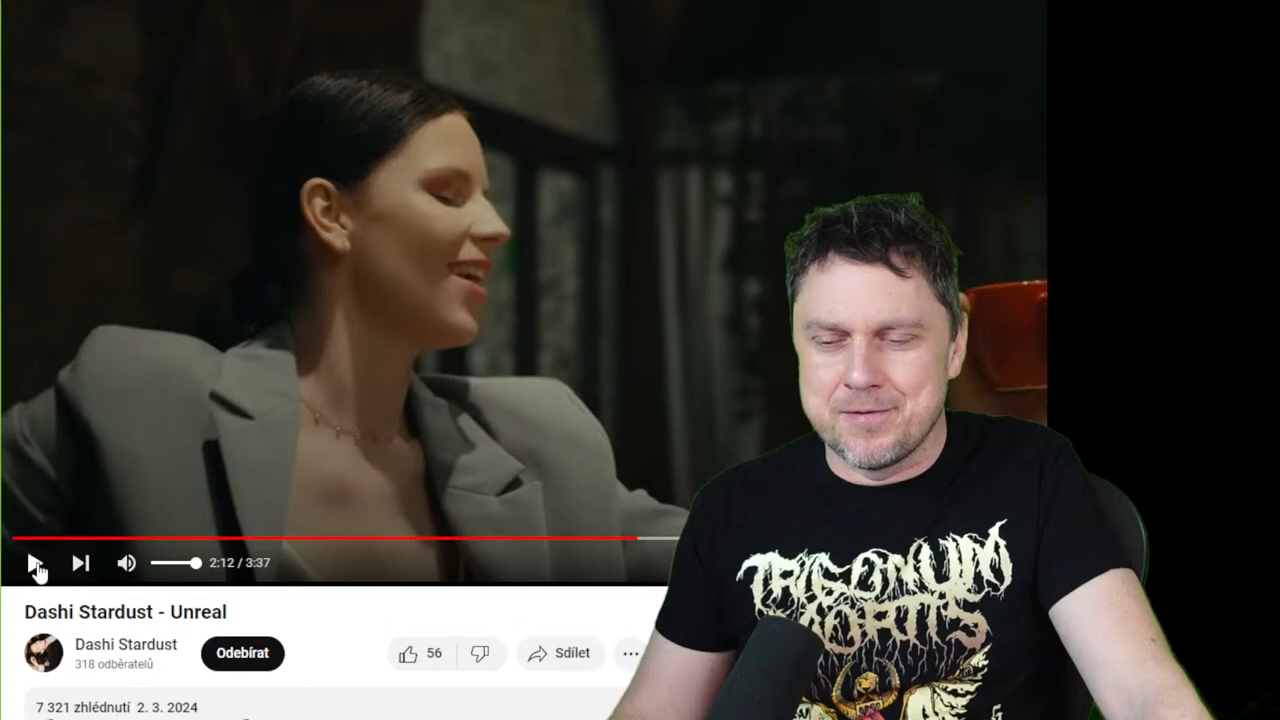 2:12 / 3:37
Dashi Stardust - Unreal
Dashi Stardust
318 odběratelů
Odebírat
56
Sdílet
7 321 zhlédnutí 2. 3. 2024
TRIGONUM
AORTIS